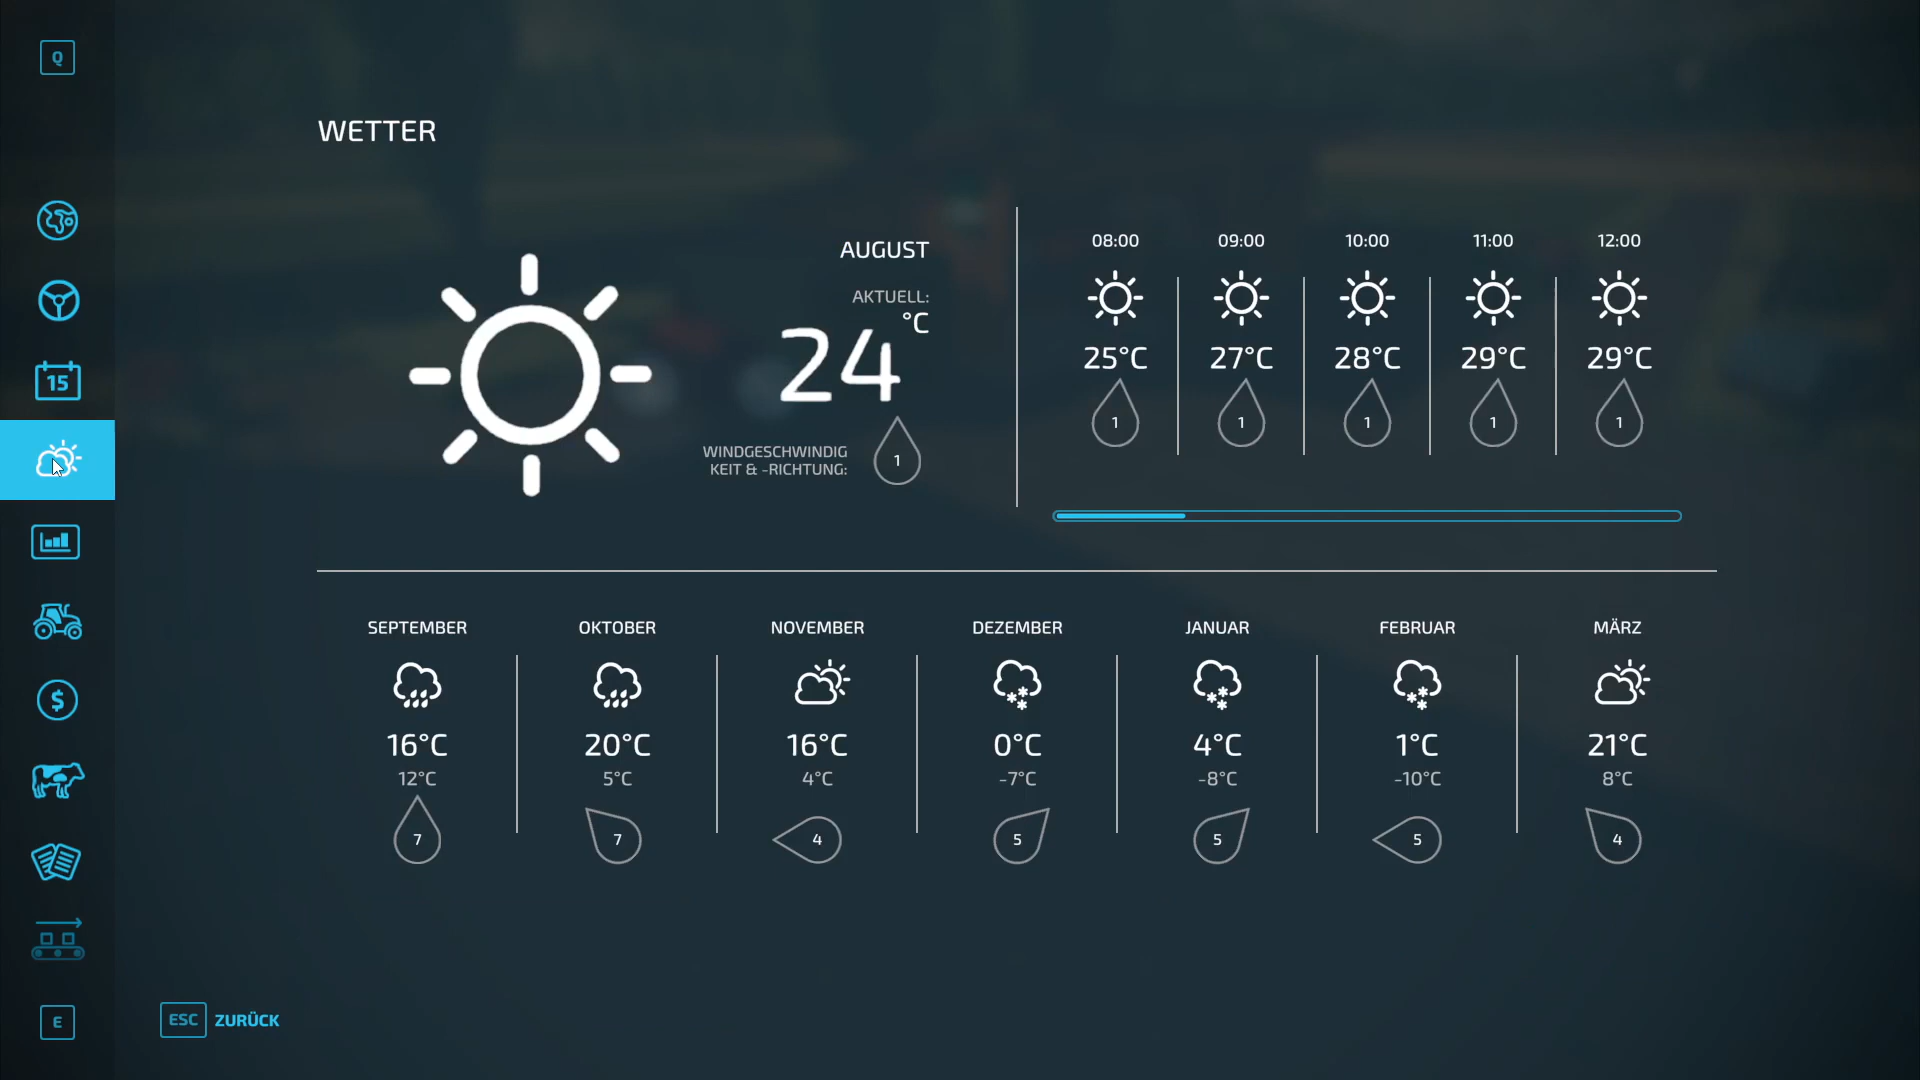 Q
WETTER
15
AUGUST
AKTUELL:
24 °C
WINDGESCHWINDIG
KEIT & -RICHTUNG:
1
08:00 09:00 10:00 11:00 12:00
25°C 27°C 28°C 29°C 29°C
1 1 1 1 1
SEPTEMBER OKTOBER NOVEMBER DEZEMBER JANUAR FEBRUAR MÄRZ
16°C 20°C 16°C 0°C 4°C 1°C 21°C
12°C 5°C 4°C -7°C -8°C -10°C 8°C
7 7 4 5 5 5 4
$
E
ESC ZURÜCK